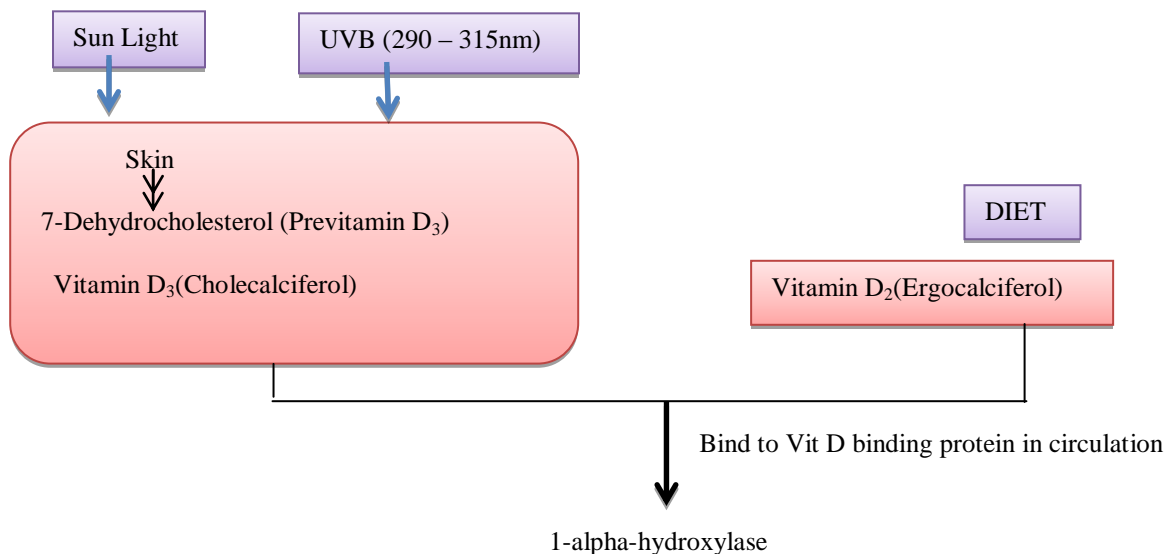 Sun Light
UVB (290 – 315nm)
Skin
7-Dehydrocholesterol (Previtamin D₃)
Vitamin D₃(Cholecalciferol)
DIET
Vitamin D₂(Ergocalciferol)
Bind to Vit D binding protein in circulation
1-alpha-hydroxylase